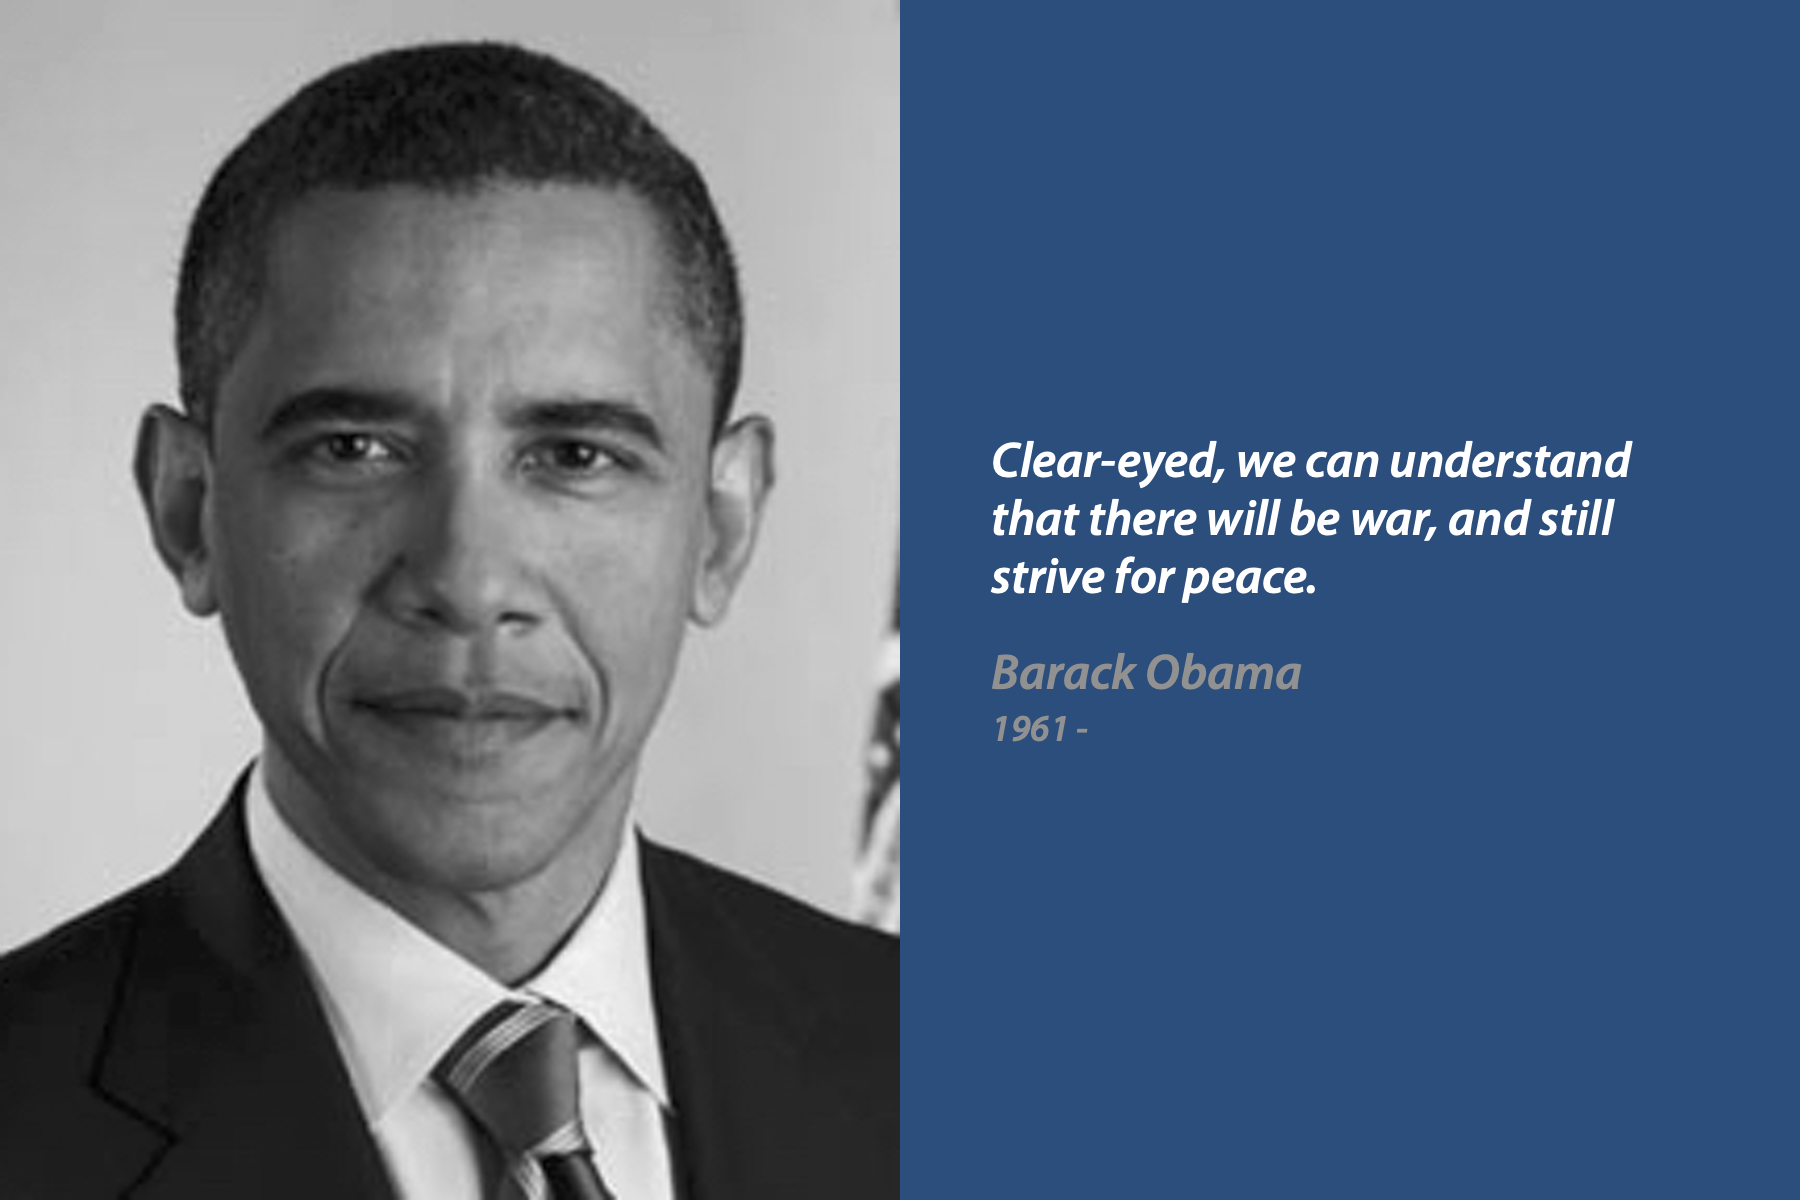 Clear-eyed, we can understand
that there will be war, and still
strive for peace.
Barack Obama
1961 -